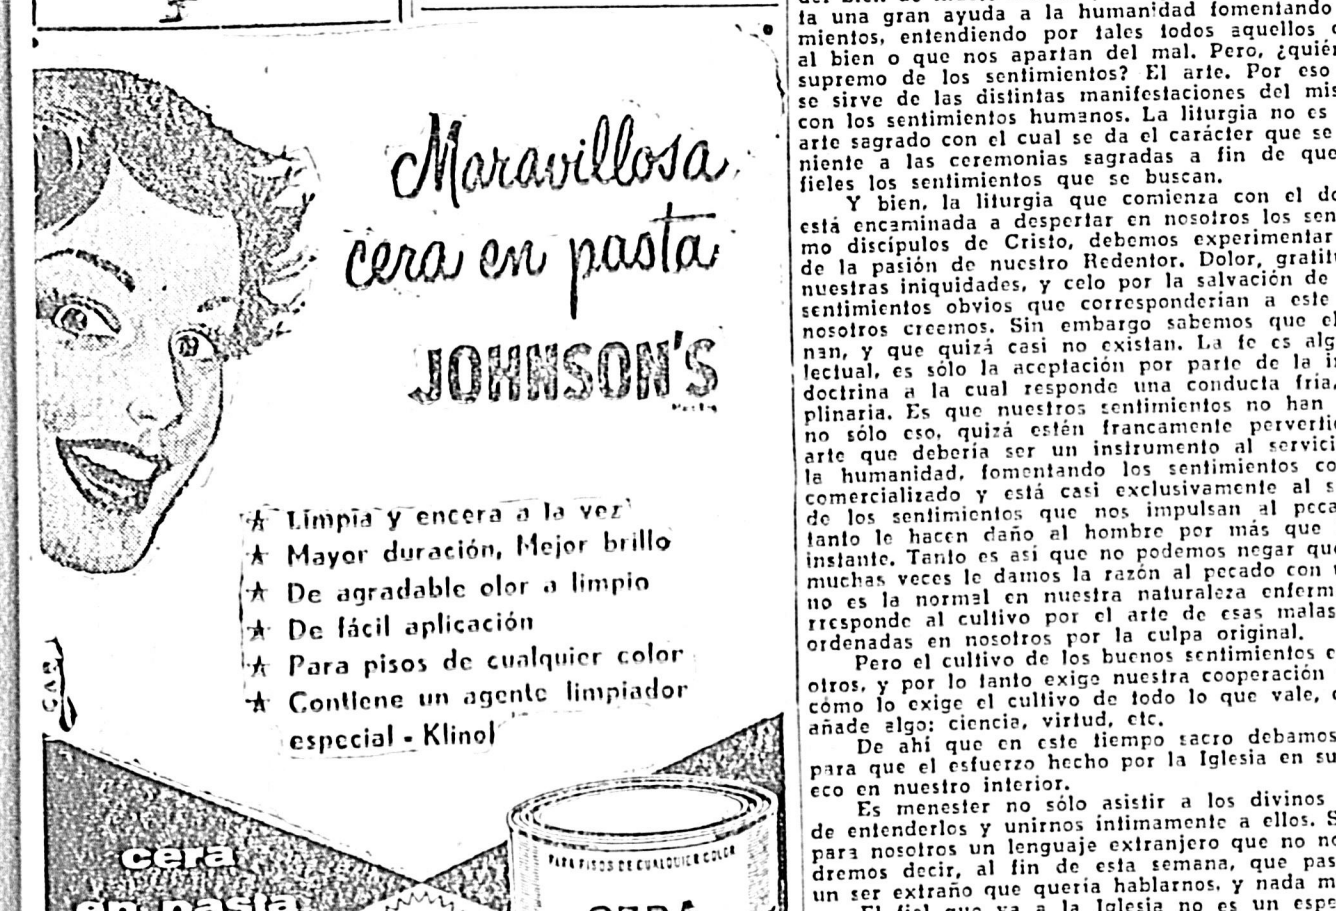 Maravillosa
cera en pasta
JOHNSON'S
Limpia y encera a la vez
Mayor duración, Mejor brillo
De agradable olor a limpio
De fácil aplicación
Para pisos de cualquier color
Contiene un agente limpiador
especial - Klinol
cera
en pasta
PARA PISOS DE CUALQUIER COLOR
CERA
ta una gran ayuda a la humanidad fomentando
mientos, entendiendo por tales todos aquellos
al bien o que nos apartan del mal. Pero, ¿quién
supremo de los sentimientos? El arte. Por eso
se sirve de las distintas manifestaciones del mis
con los sentimientos humanos. La liturgia no es
arte sagrado con el cual se da el carácter que se
niente a las ceremonias sagradas a fin de que
fieles los sentimientos que se buscan.
Y bien, la liturgia que comienza con el do
está encaminada a despertar en nosotros los sen
mo discípulos de Cristo, debemos experimentar
de la pasión de nuestro Redentor. Dolor, gratitu
nuestras iniquidades, y celo por la salvación de
sentimientos obvios que corresponderían a este
nosotros creemos. Sin embargo sabemos que el
nan, y que quizá casi no existan. La fe es alg
lectual, es sólo la aceptación por parte de la in
doctrina a la cual responde una conducta fría,
plinaria. Es que nuestros sentimientos no han
no sólo eso, quizá estén francamente pervertid
arte que debería ser un instrumento al servici
la humanidad, fomentando los sentimientos co
comercializado y está casi exclusivamente al s
de los sentimientos que nos impulsan al peca
tanto le hacen daño al hombre por más que
instante. Tanto es así que no podemos negar que
muchas veces le damos la razón al pecado con
no es la normal en nuestra naturaleza enferm
rresponde al cultivo por el arte de esas malas
ordenadas en nosotros por la culpa original.
Pero el cultivo de los buenos sentimientos
otros, y por lo tanto exige nuestra cooperación
cómo lo exige el cultivo de todo lo que vale,
añade algo: ciencia, virtud, etc.
De ahí que en este tiempo sacro debamos
para que el esfuerzo hecho por la Iglesia en su
eco en nuestro interior.
Es menester no sólo asistir a los divinos
de entenderlos y unirnos íntimamente a ellos. S
para nosotros un lenguaje extranjero que no no
dremos decir, al fin de esta semana, que pas
un ser extraño que quería hablarnos, y nada m
El fiel que va a la Iglesia no es un espe